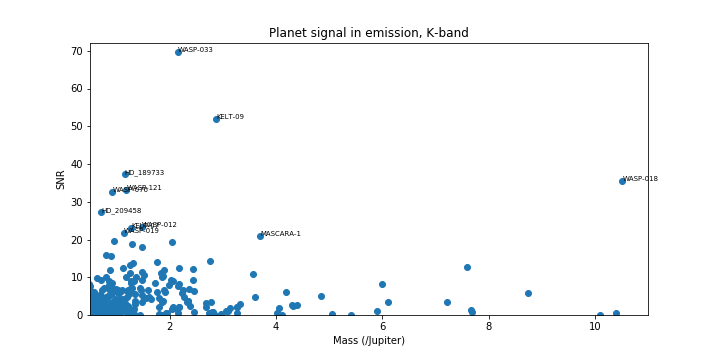 Planet signal in emission, K-band
70
60
50
40
30
20
10
0
SNR
WASP-033
KELT-09
HD_189733
WASP-121
WASP-018
HD_209458
WASP-012
WASP-019
MASCARA-1
2
4
6
8
10
Mass (/Jupiter)